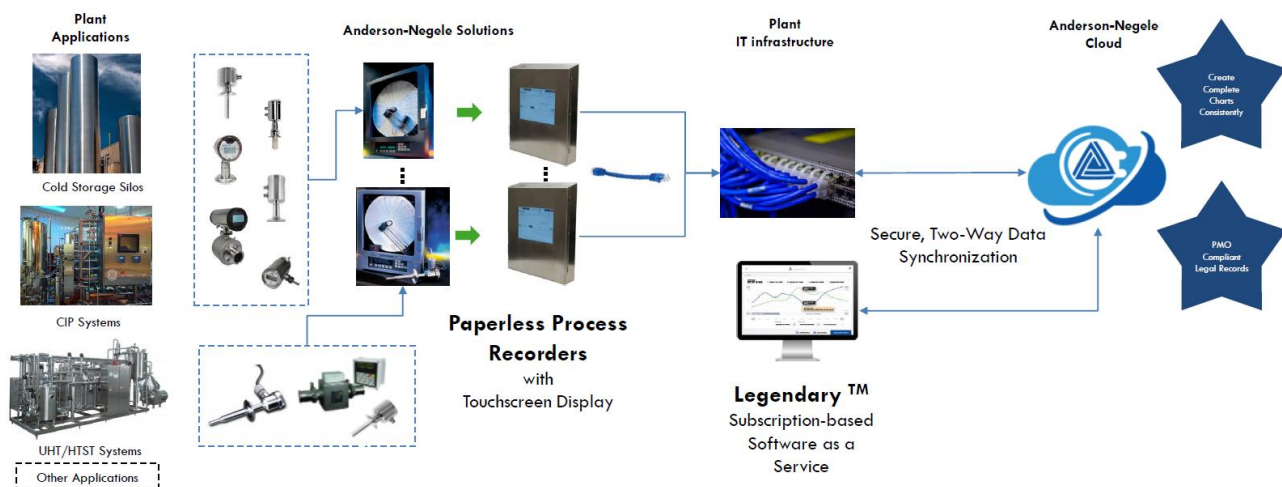 Plant
Applications
Anderson-Negele Solutions
Plant
IT infrastructure
Anderson-Negele
Cloud
Create
Complete
Charts
Consistently
Cold Storage Silos
PMO
Compliant
Legal Records
Secure, Two-Way Data
Synchronization
CIP Systems
Paperless Process
Recorders
with
Touchscreen Display
Legendary TM
Subscription-based
Software as a
Service
UHT/HTST Systems
Other Applications